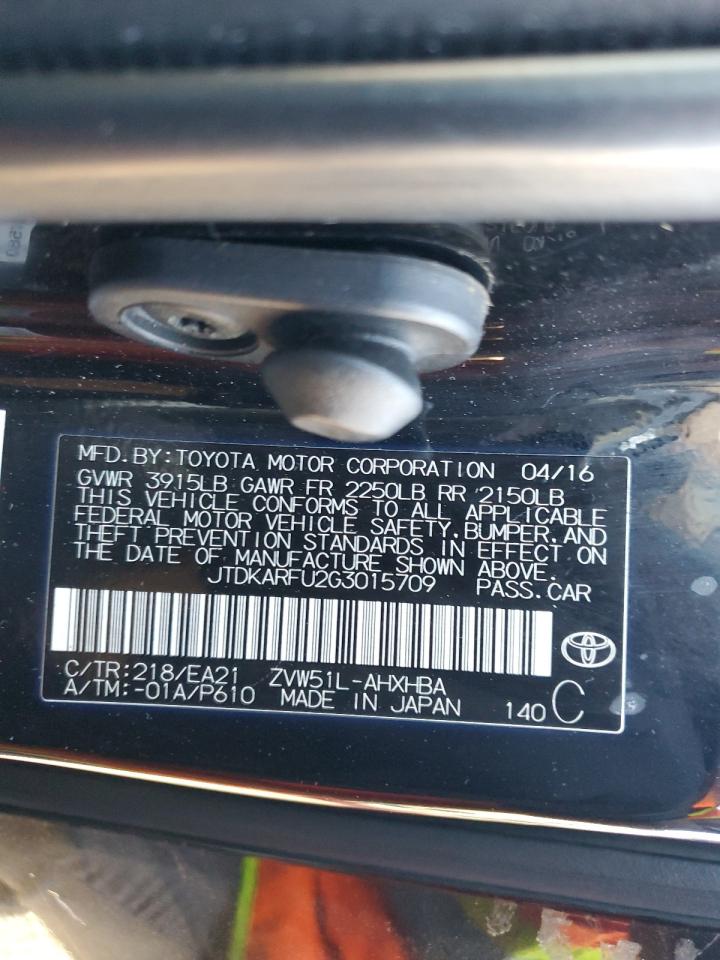 MFD.BY:TOYOTA MOTOR CORPORATION 04/16
GVWR 3915LB GAWR FR 2250LB RR 2150LB
THIS VEHICLE CONFORMS TO ALL APPLICABLE
FEDERAL MOTOR VEHICLE SAFETY,BUMPER,AND
THEFT PREVENTION STANDARDS IN EFFECT ON
THE DATE OF MANUFACTURE SHOWN ABOVE.
JTDKARFU2G3015709 PASS.CAR
C/TR:218/EA21 ZVW51L-AHXHBA
A/TM:-01A/P610 MADE IN JAPAN 140 C